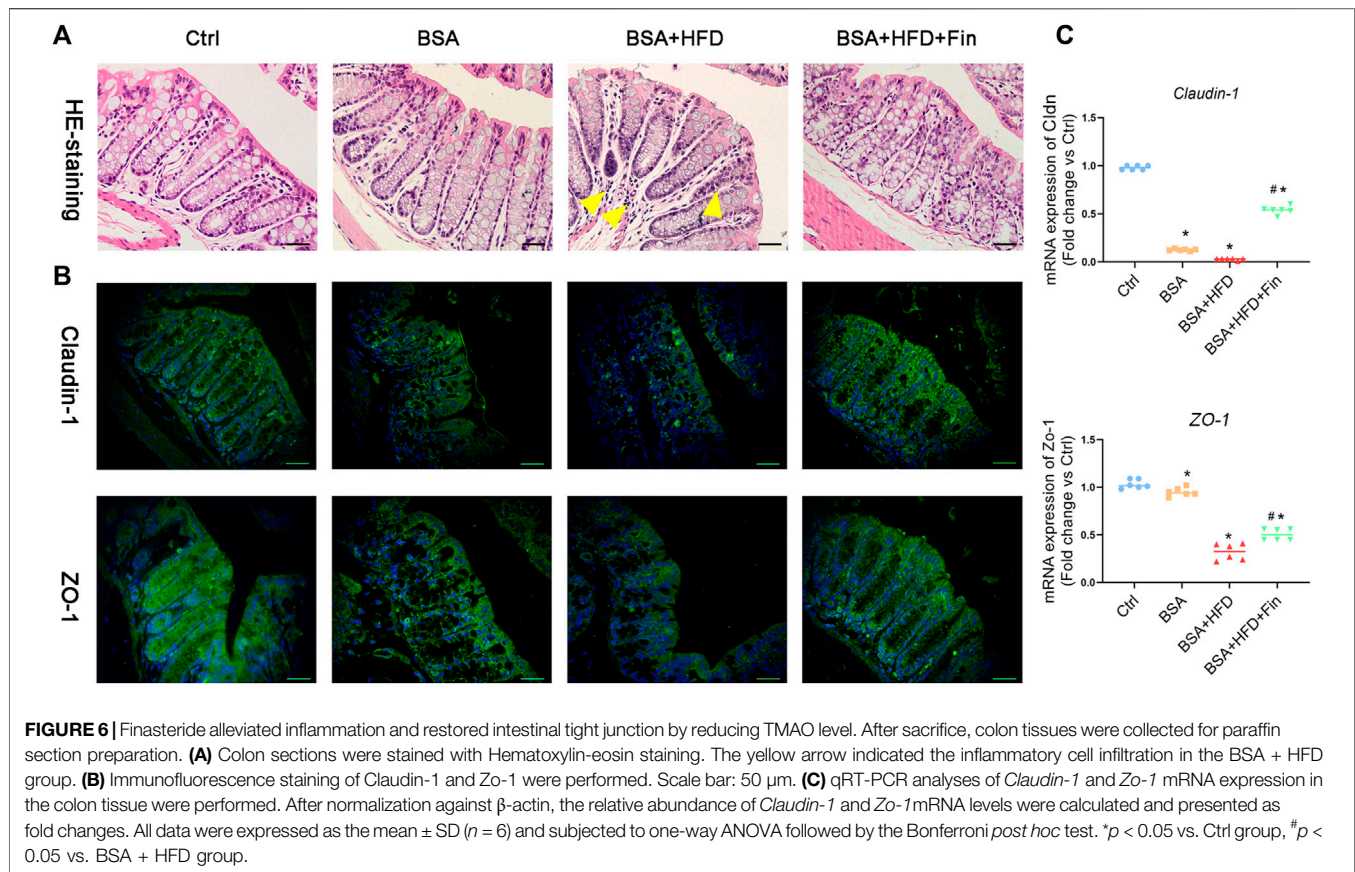 A
Ctrl
BSA
BSA+HFD
BSA+HFD+Fin
HE-staining
B
Claudin-1
ZO-1
C
Claudin-1
mRNA expression of Cldn
(Fold change vs Ctrl)
1.5
1.0
0.5
0.0
*
*
# *
Ctrl
BSA
BSA+HFD
BSA+HFD+Fin
ZO-1
mRNA expression of Zo-1
(Fold change vs Ctrl)
1.5
1.0
0.5
0.0
*
*
# *
Ctrl
BSA
BSA+HFD
BSA+HFD+Fin
FIGURE 6 | Finasteride alleviated inflammation and restored intestinal tight junction by reducing TMAO level. After sacrifice, colon tissues were collected for paraffin
section preparation. (A) Colon sections were stained with Hematoxylin-eosin staining. The yellow arrow indicated the inflammatory cell infiltration in the BSA + HFD
group. (B) Immunofluorescence staining of Claudin-1 and Zo-1 were performed. Scale bar: 50 µm. (C) qRT-PCR analyses of Claudin-1 and Zo-1 mRNA expression in
the colon tissue were performed. After normalization against β-actin, the relative abundance of Claudin-1 and Zo-1mRNA levels were calculated and presented as
fold changes. All data were expressed as the mean ± SD (n = 6) and subjected to one-way ANOVA followed by the Bonferroni post hoc test. *p < 0.05 vs. Ctrl group, #p <
0.05 vs. BSA + HFD group.